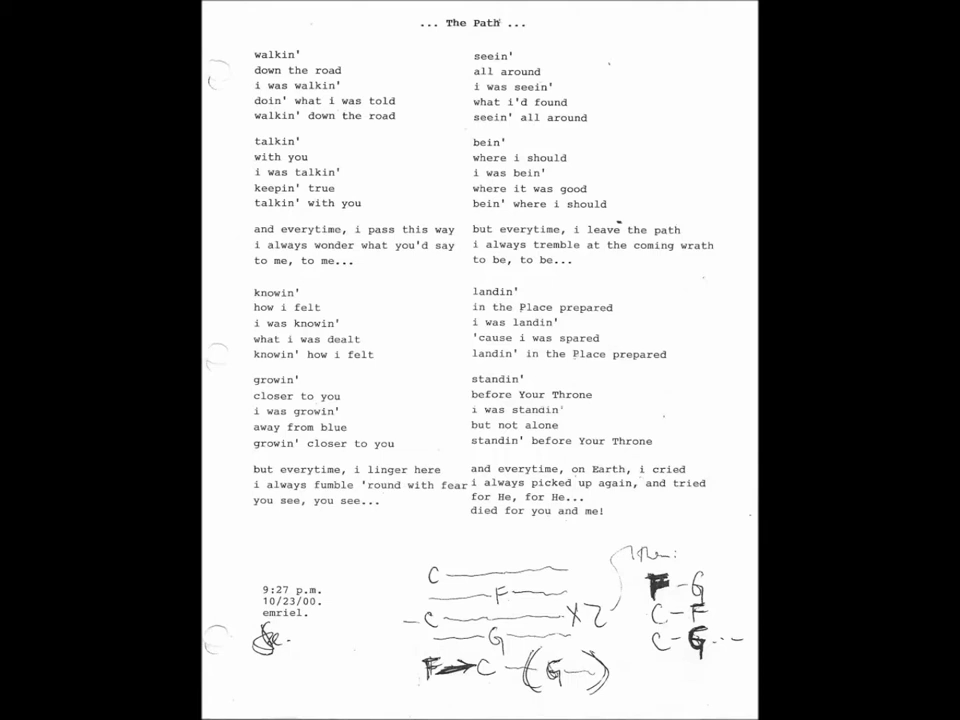 ... The Path ...
walkin'
down the road
i was walkin'
doin' what i was told
walkin' down the road
talkin'
with you
i was talkin'
keepin' true
talkin' with you
and everytime, i pass this way
i always wonder what you'd say
to me, to me...
knowin'
how i felt
i was knowin'
what i was dealt
knowin' how i felt
growin'
closer to you
i was growin'
away from blue
growin' closer to you
but everytime, i linger here
i always fumble 'round with fear
you see, you see...
seein'
all around
i was seein'
what i'd found
seein' all around
bein'
where i should
i was bein'
where it was good
bein' where i should
but everytime, i leave the path
i always tremble at the coming wrath
to be, to be...
landin'
in the Place prepared
i was landin'
'cause i was spared
landin' in the Place prepared
standin'
before Your Throne
i was standin'
but not alone
standin' before Your Throne
and everytime, on Earth, i cried
i always picked up again, and tried
for He, for He...
died for you and me!
9:27 p.m.
10/23/00.
emriel.
C
F
C X2
G
F → C - (G)
then:
F - G
C - F
C - G...